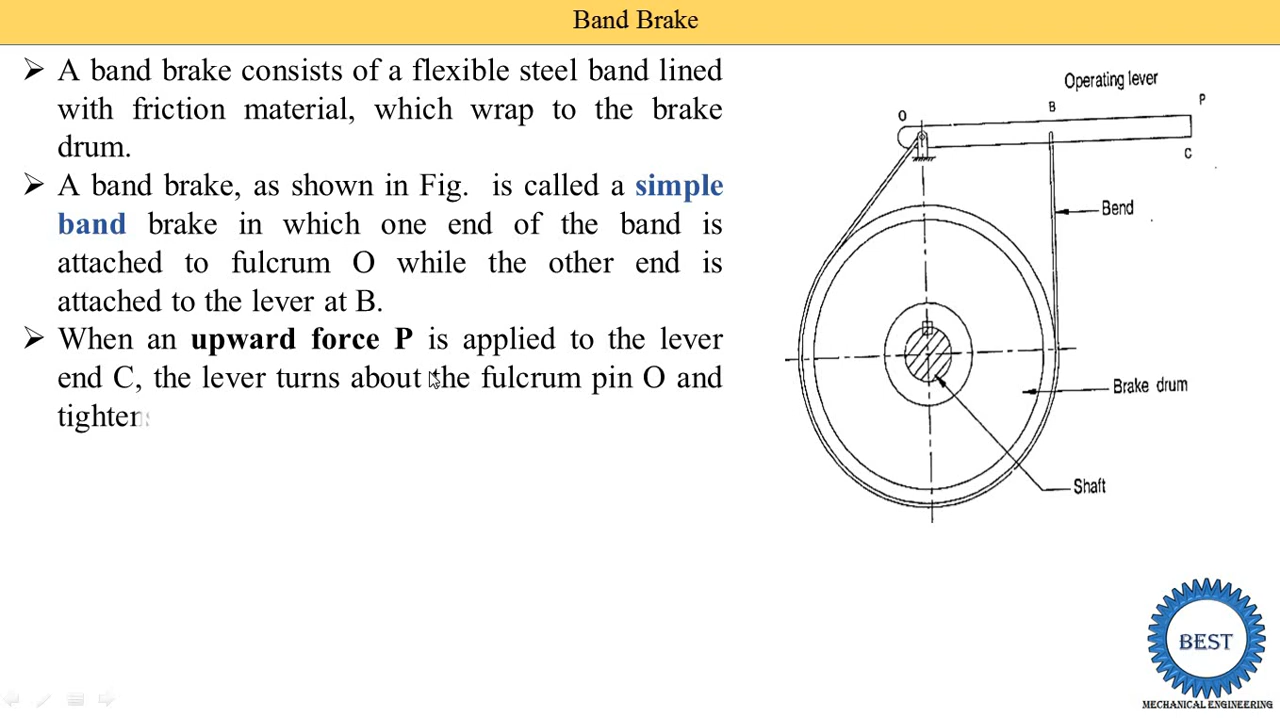 Band Brake
➢ A band brake consists of a flexible steel band lined
with friction material, which wrap to the brake
drum.
➢ A band brake, as shown in Fig. is called a simple
band brake in which one end of the band is
attached to fulcrum O while the other end is
attached to the lever at B.
➢ When an upward force P is applied to the lever
end C, the lever turns about the fulcrum pin O and
tightens
Operating lever
O
B
P
C
Bend
Brake drum
Shaft
BEST
MECHANICAL ENGINEERING